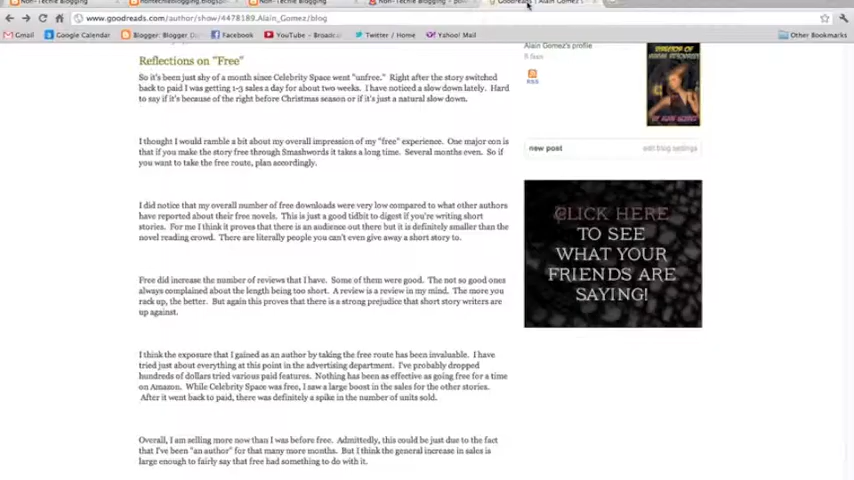 Non-Techie Blogging
Non-Techie Blogging
Goodreads | Alain Gomez's
www.goodreads.com/author/show/4478189.Alain_Gomez/blog
Gmail
Google Calendar
Blogger: Blogger Da
Facebook
YouTube - Broadcast
Twitter / Home
Yahoo! Mail
Other Bookmarks
Reflections on "Free"
So it's been just shy of a month since Celebrity Space went "unfree." Right after the story switched
back to paid I was getting 1-3 sales a day for about two weeks. I have noticed a slow down lately. Hard
to say if it's because of the right before Christmas season or if it's just a natural slow down.
I thought I would ramble a bit about my overall impression of my "free" experience. One major con is
that if you make the story free through Smashwords it takes a long time. Several months even. So if
you want to take the free route, plan accordingly.
I did notice that my overall number of free downloads were very low compared to what other authors
have reported about their free novels. This is just a good tidbit to digest if you're writing short
stories. For me I think it proves that there is an audience out there but it is definitely smaller than the
novel reading crowd. There are literally people you can't even give away a short story to.
Free did increase the number of reviews that I have. Some of them were good. The not so good ones
always complained about the length being too short. A review is a review in my mind. The more you
rack up, the better. But again this proves that there is a strong prejudice that short story writers are
up against.
I think the exposure that I gained as an author by taking the free route has been invaluable. I have
tried just about everything at this point in the advertising department. I've probably dropped
hundreds of dollars tried various paid features. Nothing has been as effective as going free for a time
on Amazon. While Celebrity Space was free, I saw a large boost in the sales for the other stories.
After it went back to paid, there was definitely a spike in the number of units sold.
Overall, I am selling more now than I was before free. Admittedly, this could be just due to the fact
that I've been "an author" for that many more months. But I think the general increase in sales is
large enough to fairly say that free had something to do with it.
Alain Gomez's profile
RSS
BY ALAIN GOMEZ
new post
edit blog settings
CLICK HERE
TO SEE
WHAT YOUR
FRIENDS ARE
SAYING!